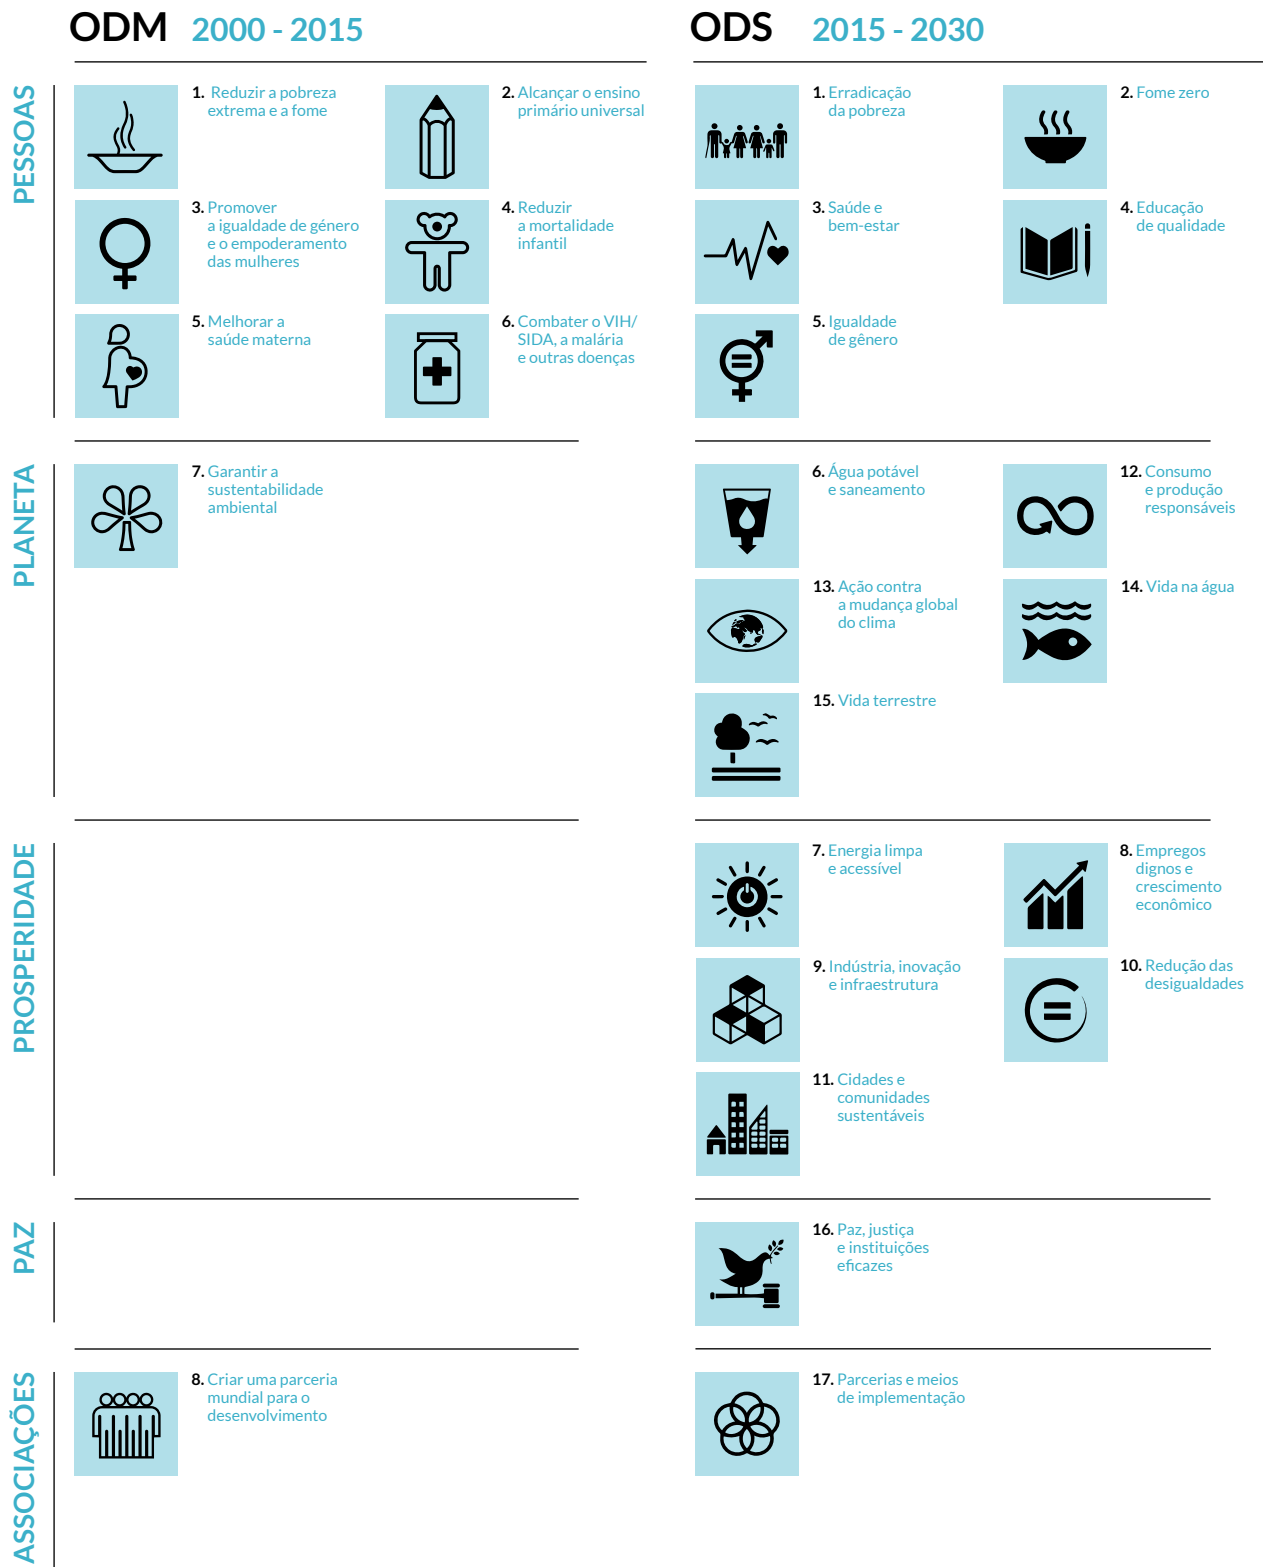 ODM 2000 - 2015
PESSOAS
1. Reduzir a pobreza
extrema e a fome
2. Alcançar o ensino
primário universal
3. Promover
a igualdade de género
e o empoderamento
das mulheres
4. Reduzir
a mortalidade
infantil
5. Melhorar a
saúde materna
6. Combater o VIH/
SIDA, a malária
e outras doenças
PLANETA
7. Garantir a
sustentabilidade
ambiental
PROSPERIDADE
PAZ
ASSOCIAÇÕES
8. Criar uma parceria
mundial para o
desenvolvimento
ODS 2015 - 2030
1. Erradicação
da pobreza
2. Fome zero
3. Saúde e
bem-estar
4. Educação
de qualidade
5. Igualdade
de gênero
6. Água potável
e saneamento
12. Consumo
e produção
responsáveis
13. Ação contra
a mudança global
do clima
14. Vida na água
15. Vida terrestre
7. Energia limpa
e acessível
8. Empregos
dignos e
crescimento
econômico
9. Indústria, inovação
e infraestrutura
10. Redução das
desigualdades
11. Cidades e
comunidades
sustentáveis
16. Paz, justiça
e instituições
eficazes
17. Parcerias e meios
de implementação